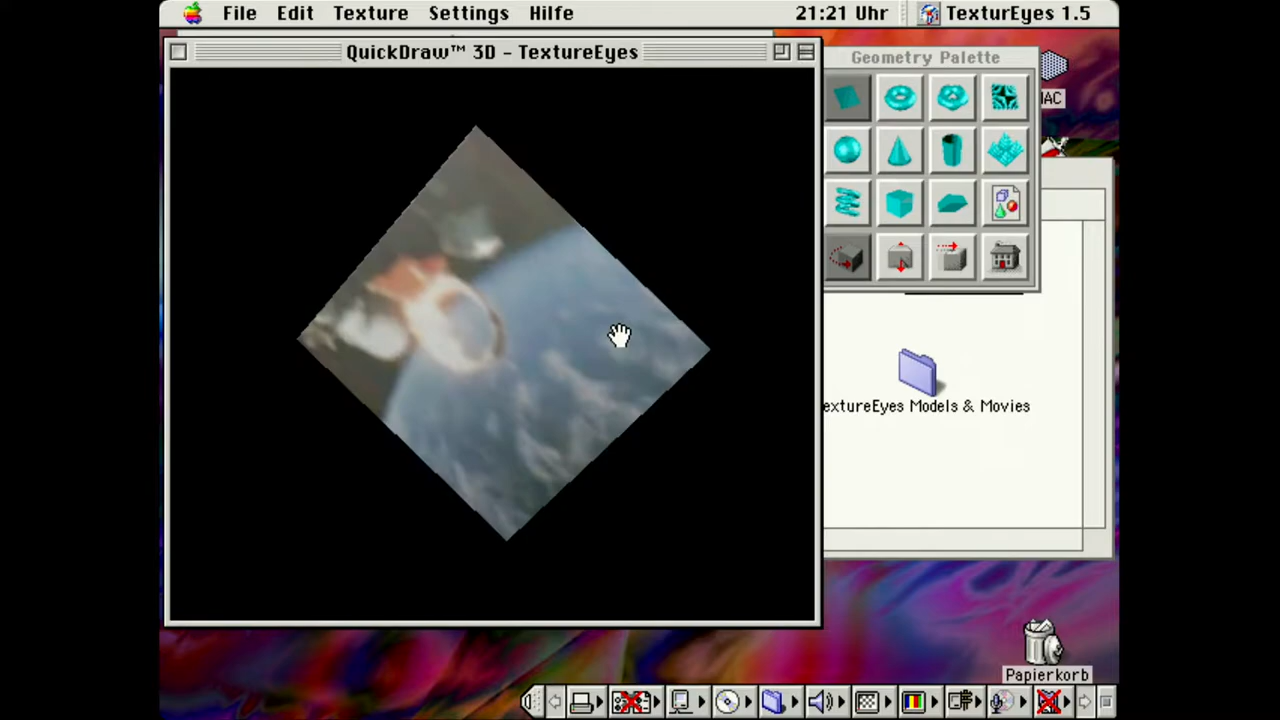 File Edit Texture Settings Hilfe 21:21 Uhr TexturEyes 1.5
QuickDraw™ 3D - TextureEyes
Geometry Palette
AC
extureEyes Models & Movies
Papierkorb